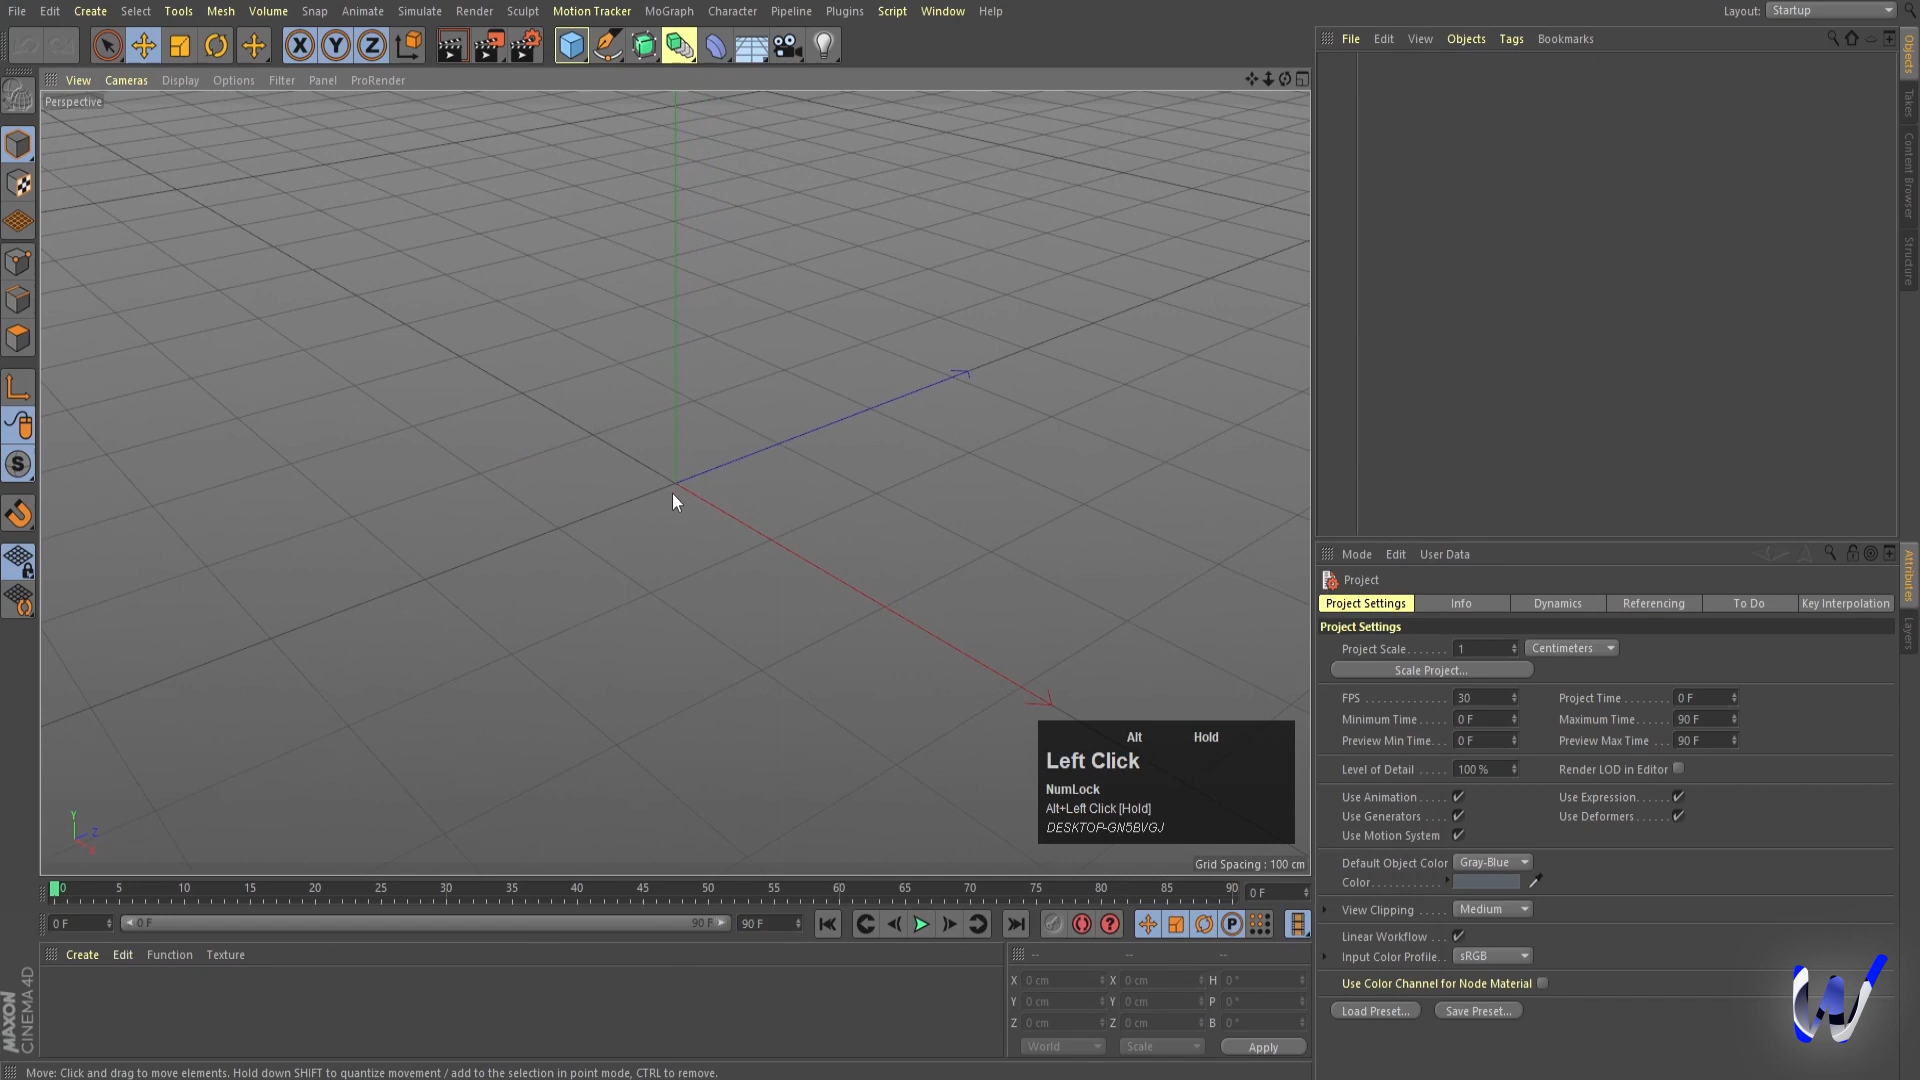 File Edit Create Select Tools Mesh Volume Snap Animate Simulate Render Sculpt Motion Tracker MoGraph Character Pipeline Plugins Script Window Help Layout: Startup
X Y Z
File Edit View Objects Tags Bookmarks
View Cameras Display Options Filter Panel ProRender
Perspective
Objects
Takes
Content Browser
Structure
S
Mode Edit User Data
Project
Project Settings Info Dynamics Referencing To Do Key Interpolation
Project Settings
Attributes
Layers
Project Scale....... 1 Centimeters
Scale Project...
FPS 30 Project Time 0 F
Minimum Time 0 F Maximum Time 90 F
Preview Min Time 0 F Preview Max Time 90 F
Level of Detail 100 % Render LOD in Editor
Use Animation Use Expression
Use Generators Use Deformers
Use Motion System
Default Object Color Gray-Blue
Color
View Clipping Medium
Linear Workflow
Input Color Profile sRGB
Use Color Channel for Node Material
Load Preset... Save Preset...
Alt Hold
Left Click
NumLock
Alt+Left Click [Hold]
DESKTOP-GN5BVGJ
Y
Z
X
Grid Spacing : 100 cm
0 5 10 15 20 25 30 35 40 45 50 55 60 65 70 75 80 85 90 0 F
0 F 0 F 90 F 90 F P
Create Edit Function Texture -- -- --
X 0 cm X 0 cm H 0 °
Y 0 cm Y 0 cm P 0 °
Z 0 cm Z 0 cm B 0 °
World Scale Apply
MAXON
CINEMA 4D
W
Move: Click and drag to move elements. Hold down SHIFT to quantize movement / add to the selection in point mode, CTRL to remove.